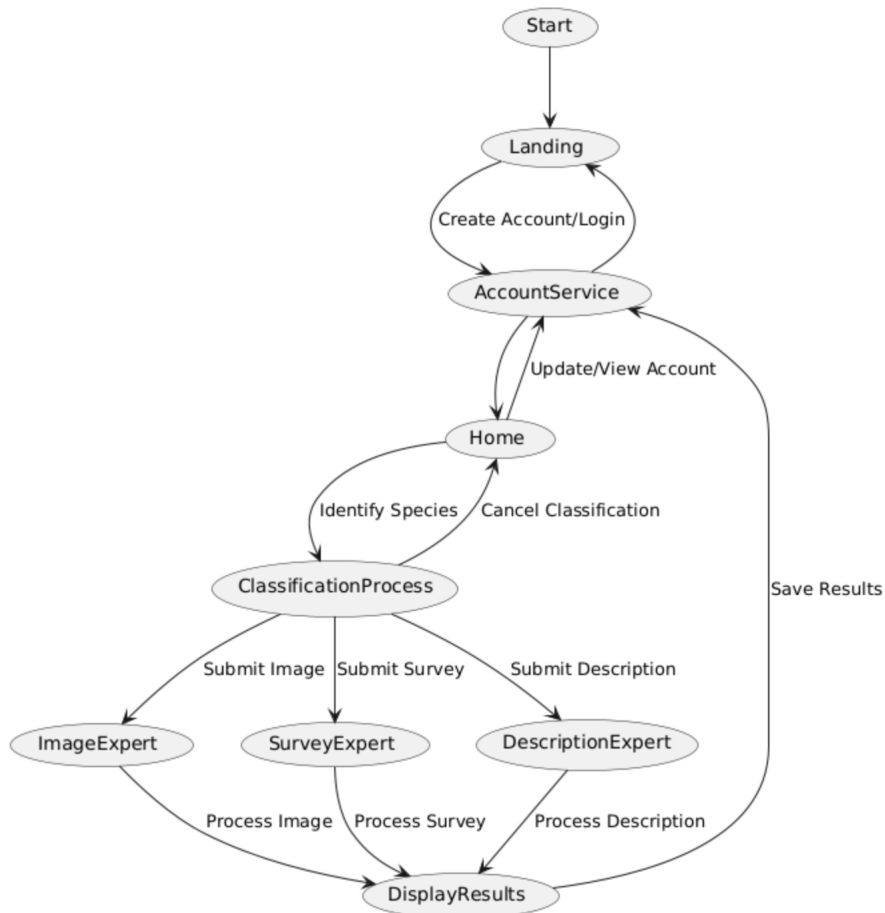 Start
Landing
Create Account/Login
AccountService
Update/View Account
Home
Identify Species
Cancel Classification
ClassificationProcess
Save Results
Submit Image
Submit Survey
Submit Description
ImageExpert
SurveyExpert
DescriptionExpert
Process Image
Process Survey
Process Description
DisplayResults